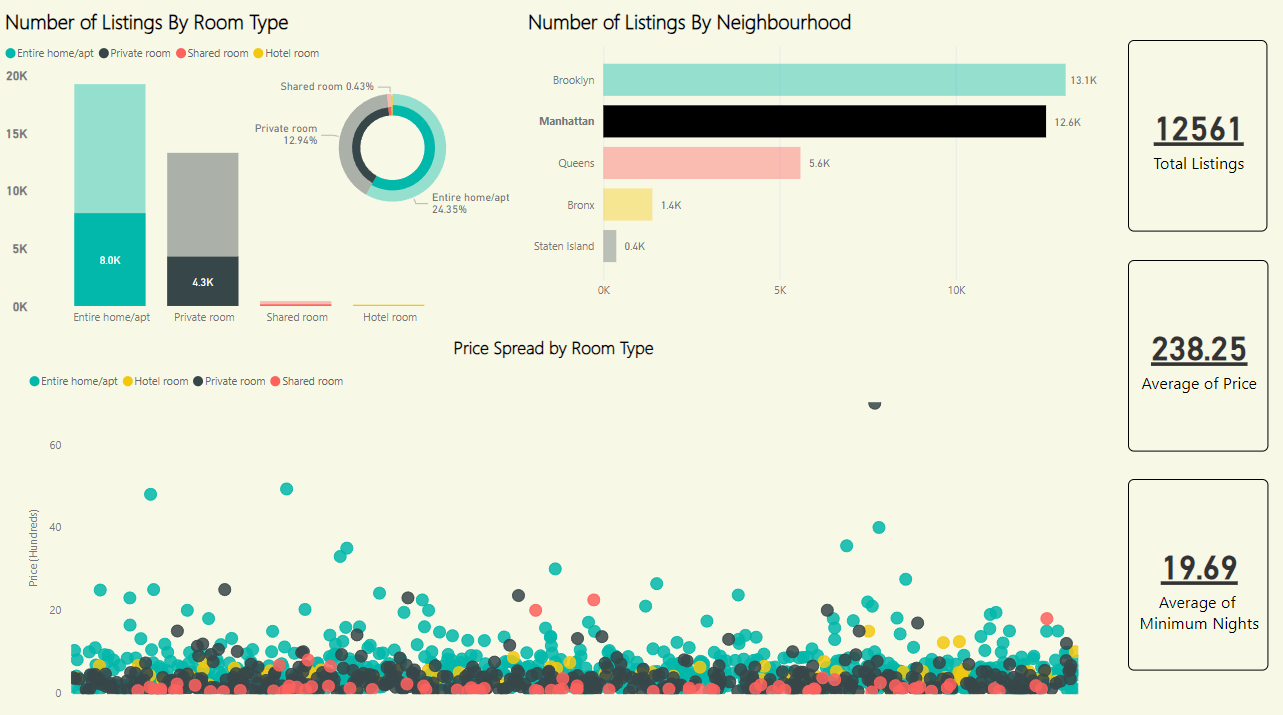 Number of Listings By Room Type
Entire home/apt Private room Shared room Hotel room
20K
15K
10K
5K
0K
8.0K
4.3K
Entire home/apt Private room Shared room Hotel room
Shared room 0.43%
Private room
12.94%
Entire home/apt
24.35%
Number of Listings By Neighbourhood
Brooklyn 13.1K
Manhattan 12.6K
Queens 5.6K
Bronx 1.4K
Staten Island 0.4K
0K 5K 10K
12561
Total Listings
238.25
Average of Price
19.69
Average of
Minimum Nights
Price Spread by Room Type
Entire home/apt Hotel room Private room Shared room
Price (Hundreds)
60
40
20
0